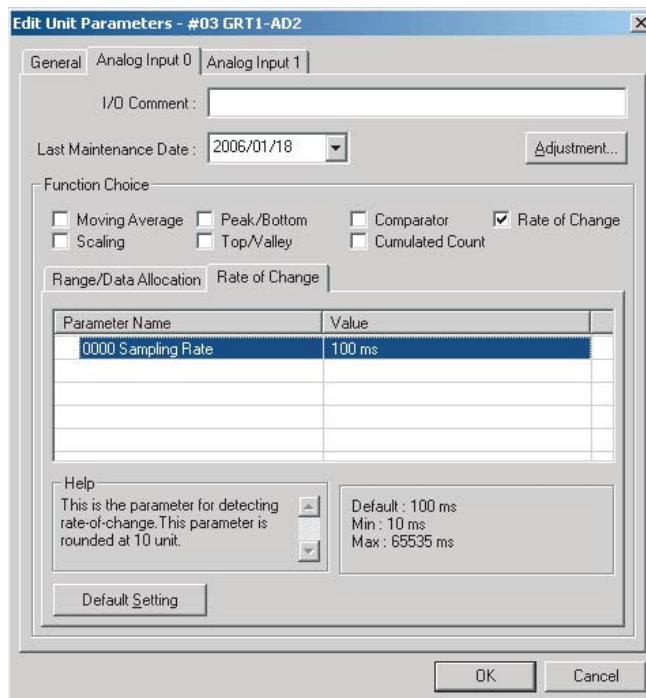 Edit Unit Parameters - #03 GRT1-AD2
General Analog Input 0 Analog Input 1
I/O Comment :
Last Maintenance Date : 2006/01/18 Adjustment...
Function Choice
Moving Average Peak/Bottom Comparator Rate of Change
Scaling Top/Valley Cumulated Count
Range/Data Allocation Rate of Change
Parameter Name Value
0000 Sampling Rate 100 ms
Help
This is the parameter for detecting
rate-of-change.This parameter is
rounded at 10 unit.
Default : 100 ms
Min : 10 ms
Max : 65535 ms
Default Setting
OK Cancel